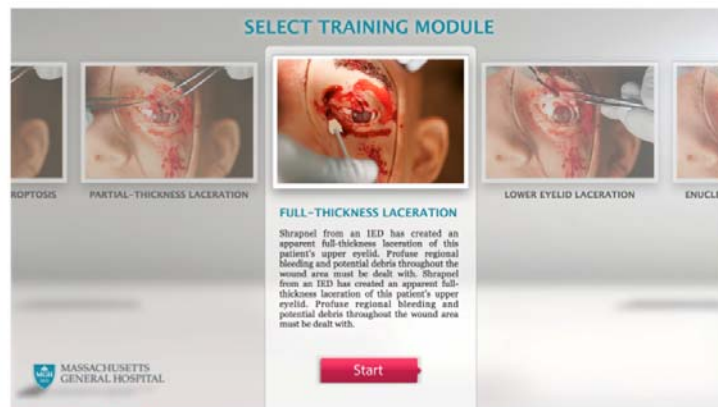 SELECT TRAINING MODULE
ROPTOSIS
PARTIAL-THICKNESS LACERATION
LOWER EYELID LACERATION
ENUCLE
FULL-THICKNESS LACERATION
Shrapnel from an IED has created an
apparent full-thickness laceration of this
patient's upper eyelid. Profuse regional
bleeding and potential debris throughout the
wound area must be dealt with. Shrapnel
from an IED has created an apparent full-
thickness laceration of this patient's upper
eyelid. Profuse regional bleeding and
potential debris throughout the wound area
must be dealt with.
Start
MGH
MASSACHUSETTS
GENERAL HOSPITAL